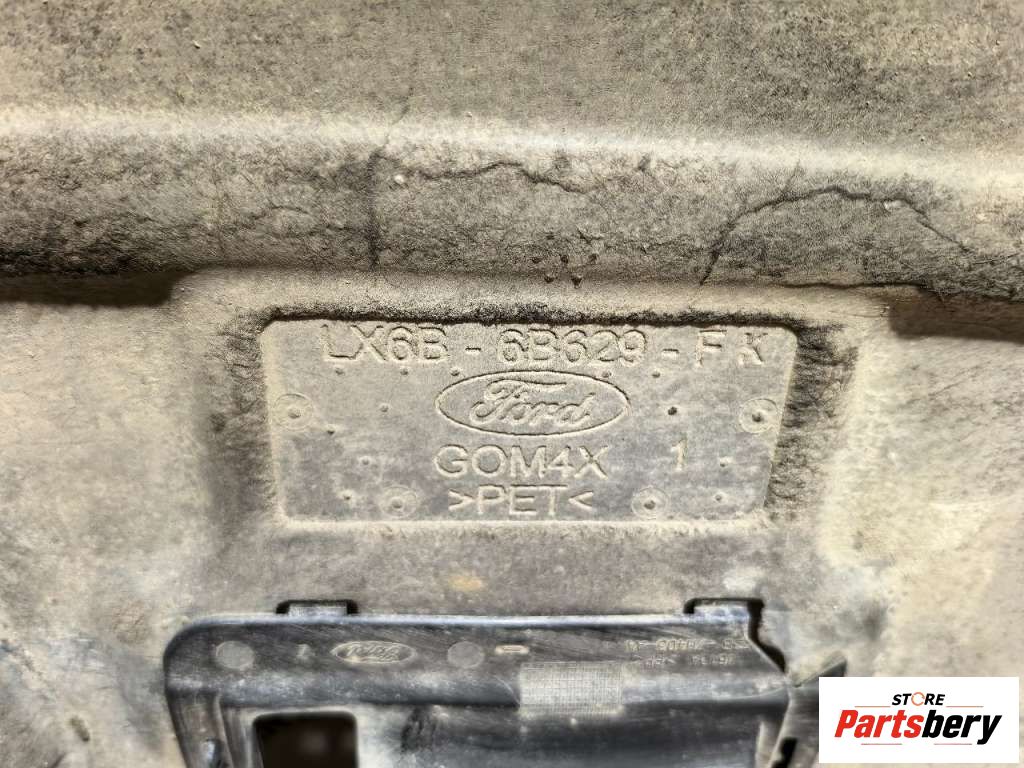 LX6B - 6B629 - FK
Ford
GOM4X 1
>PET<
Ford
STORE
Partsbery